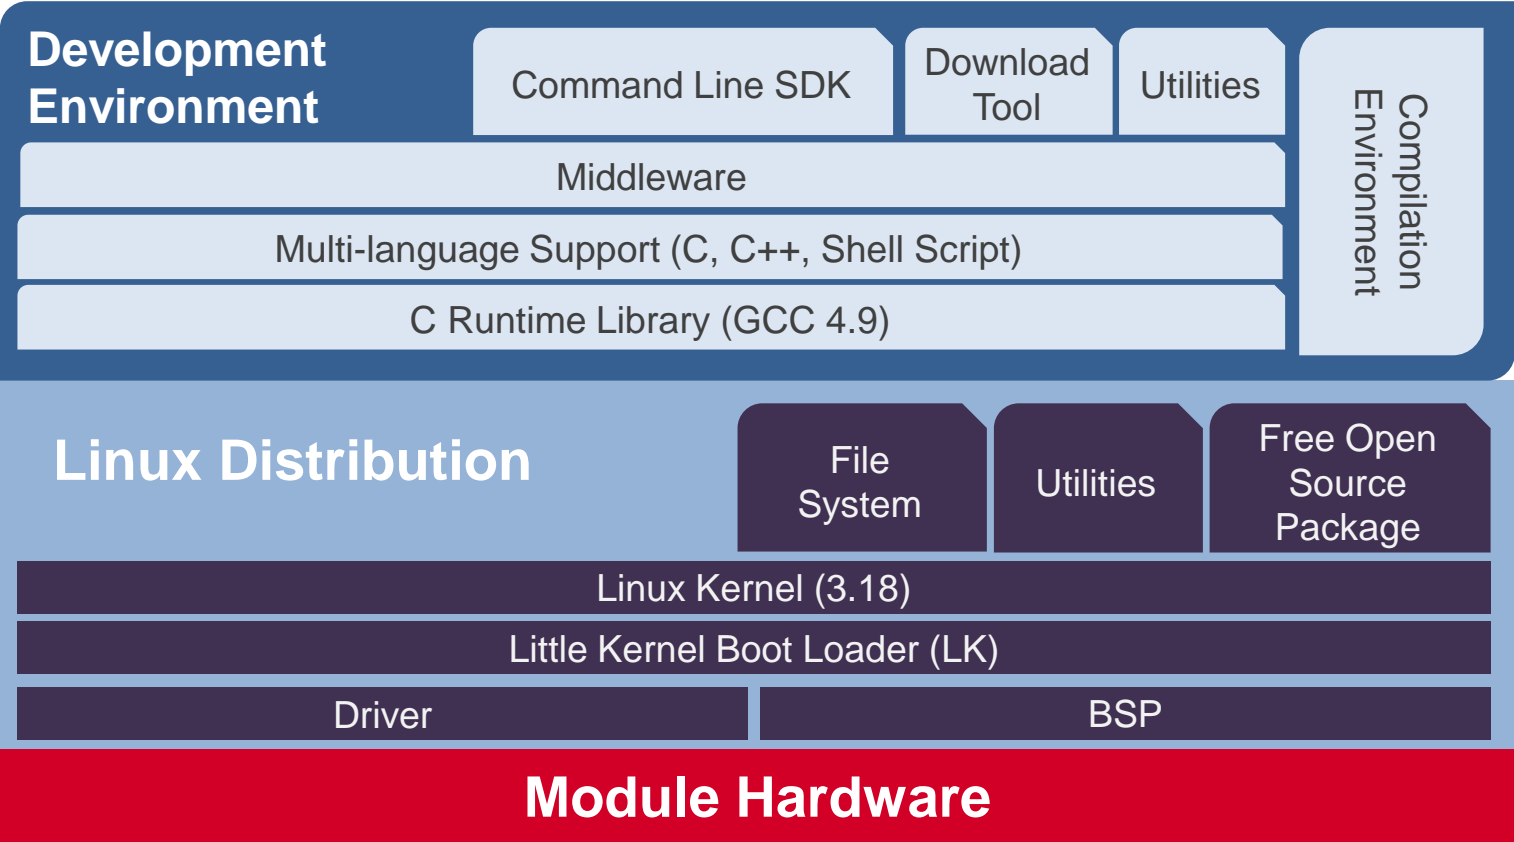 Development
Environment
Command Line SDK
Download
Tool
Utilities
Compilation
Environment
Middleware
Multi-language Support (C, C++, Shell Script)
C Runtime Library (GCC 4.9)
Linux Distribution
File
System
Utilities
Free Open
Source
Package
Linux Kernel (3.18)
Little Kernel Boot Loader (LK)
Driver
BSP
Module Hardware